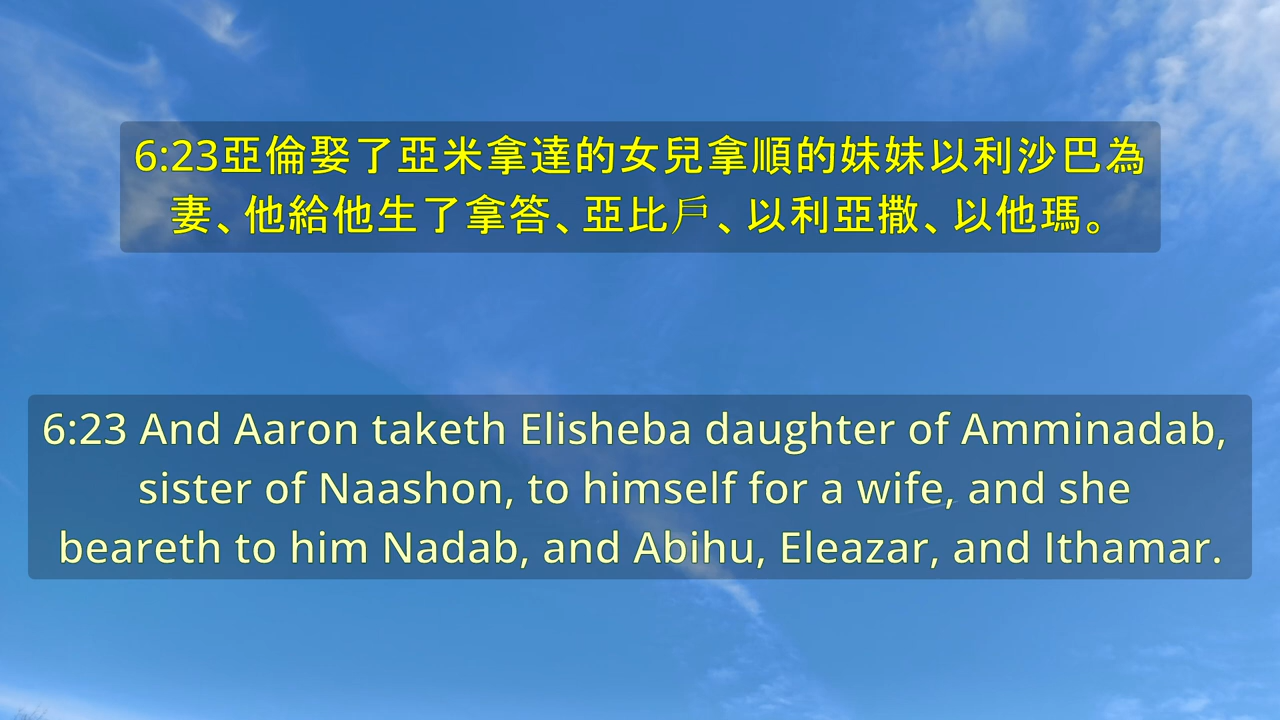 6:23亞倫娶了亞米拿達的女兒拿順的妹妹以利沙巴為
妻、他給他生了拿答、亞比戶、以利亞撒、以他瑪。
6:23 And Aaron taketh Elisheba daughter of Amminadab,
sister of Naashon, to himself for a wife, and she
beareth to him Nadab, and Abihu, Eleazar, and Ithamar.